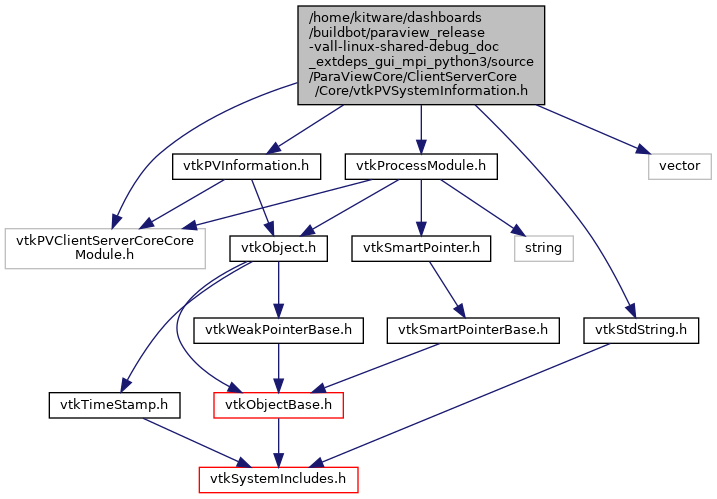 /home/kitware/dashboards
/buildbot/paraview_release
-vall-linux-shared-debug_doc
_extdeps_gui_mpi_python3/source
/ParaViewCore/ClientServerCore
/Core/vtkPVSystemInformation.h
vtkPVInformation.h
vtkProcessModule.h
vector
vtkPVClientServerCoreCore
Module.h
vtkObject.h
vtkSmartPointer.h
string
vtkWeakPointerBase.h
vtkSmartPointerBase.h
vtkStdString.h
vtkTimeStamp.h
vtkObjectBase.h
vtkSystemIncludes.h